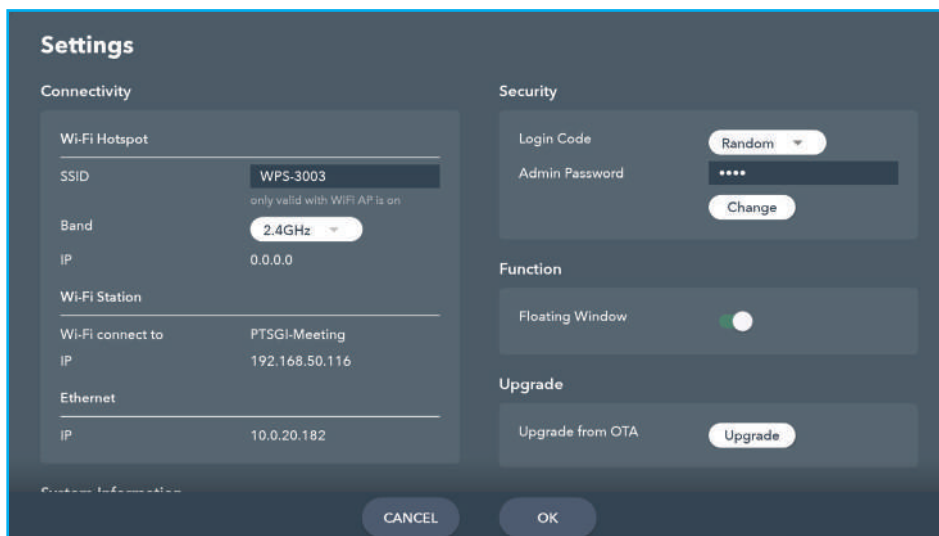 Settings
Connectivity
Wi-Fi Hotspot
SSID WPS-3003
only valid with WiFi AP is on
Band 2.4GHz
IP 0.0.0.0
Wi-Fi Station
Wi-Fi connect to PTSGI-Meeting
IP 192.168.50.116
Ethernet
IP 10.0.20.182
System Information
Security
Login Code Random
Admin Password ••••
Change
Function
Floating Window
Upgrade
Upgrade from OTA Upgrade
CANCEL OK